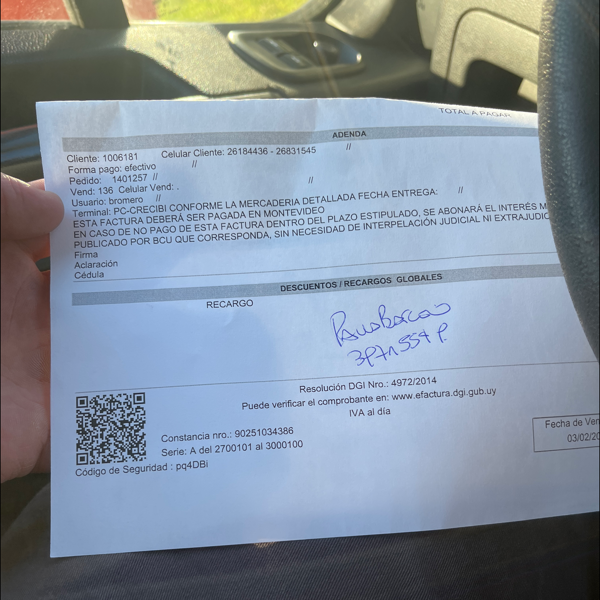 TOTAL A PAGAR
ADENDA
Cliente: 1006181 Celular Cliente: 26184436 - 26831545 //
Forma pago: efectivo //
Pedido: 1401257 // //
Vend: 136 Celular Vend: .
Usuario: bromero //
Terminal: PC-CRECIBI CONFORME LA MERCADERIA DETALLADA FECHA ENTREGA: //
ESTA FACTURA DEBERÁ SER PAGADA EN MONTEVIDEO
EN CASO DE NO PAGO DE ESTA FACTURA DENTRO DEL PLAZO ESTIPULADO, SE ABONARÁ EL INTERÉS M
PUBLICADO POR BCU QUE CORRESPONDA, SIN NECESIDAD DE INTERPELACIÓN JUDICIAL NI EXTRAJUDIC
Firma
Aclaración
Cédula
DESCUENTOS / RECARGOS GLOBALES
RECARGO
Resolución DGI Nro.: 4972/2014
Puede verificar el comprobante en: www.efactura.dgi.gub.uy
IVA al día
Constancia nro.: 90251034386
Serie: A del 2700101 al 3000100
Código de Seguridad : pq4DBi
Fecha de Ven
03/02/20